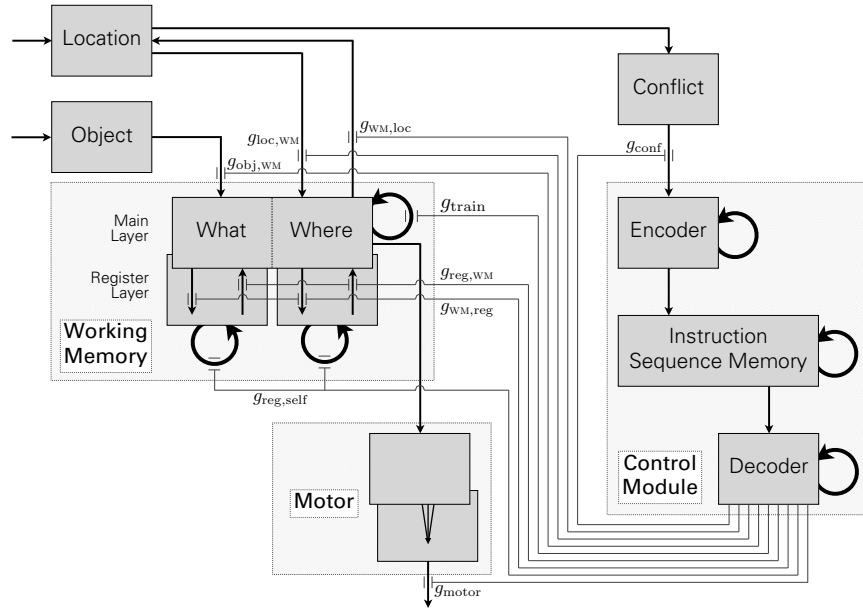 Location
Conflict
Object
g_conf
g_WM,loc
g_loc,WM
g_obj,WM
Main
Layer
What
Where
g_train
Encoder
Register
Layer
g_reg,WM
g_WM,reg
Working
Memory
Instruction
Sequence Memory
g_reg,self
Control
Module
Decoder
Motor
g_motor